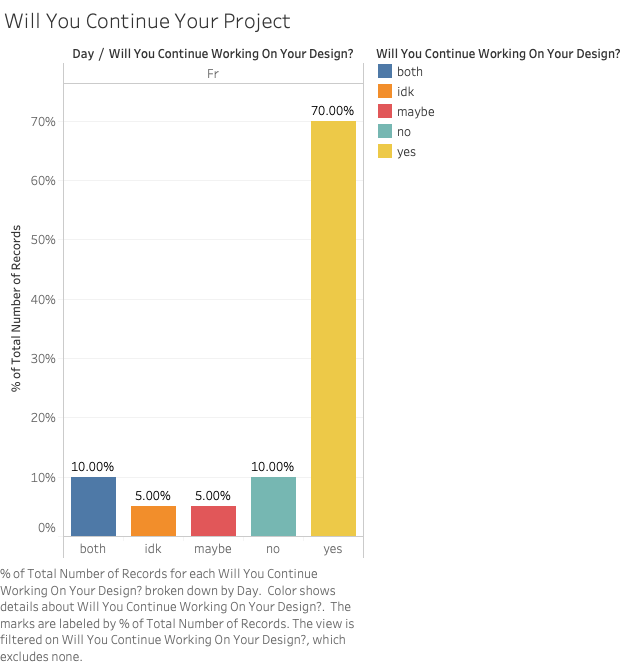 Will You Continue Your Project
Day / Will You Continue Working On Your Design?
Will You Continue Working On Your Design?
Fr
both
idk
maybe
no
yes
% of Total Number of Records
70%
60%
50%
40%
30%
20%
10%
0%
10.00%
5.00%
5.00%
10.00%
70.00%
both
idk
maybe
no
yes
% of Total Number of Records for each Will You Continue
Working On Your Design? broken down by Day.  Color shows
details about Will You Continue Working On Your Design?.  The
marks are labeled by % of Total Number of Records. The view is
filtered on Will You Continue Working On Your Design?, which
excludes none.